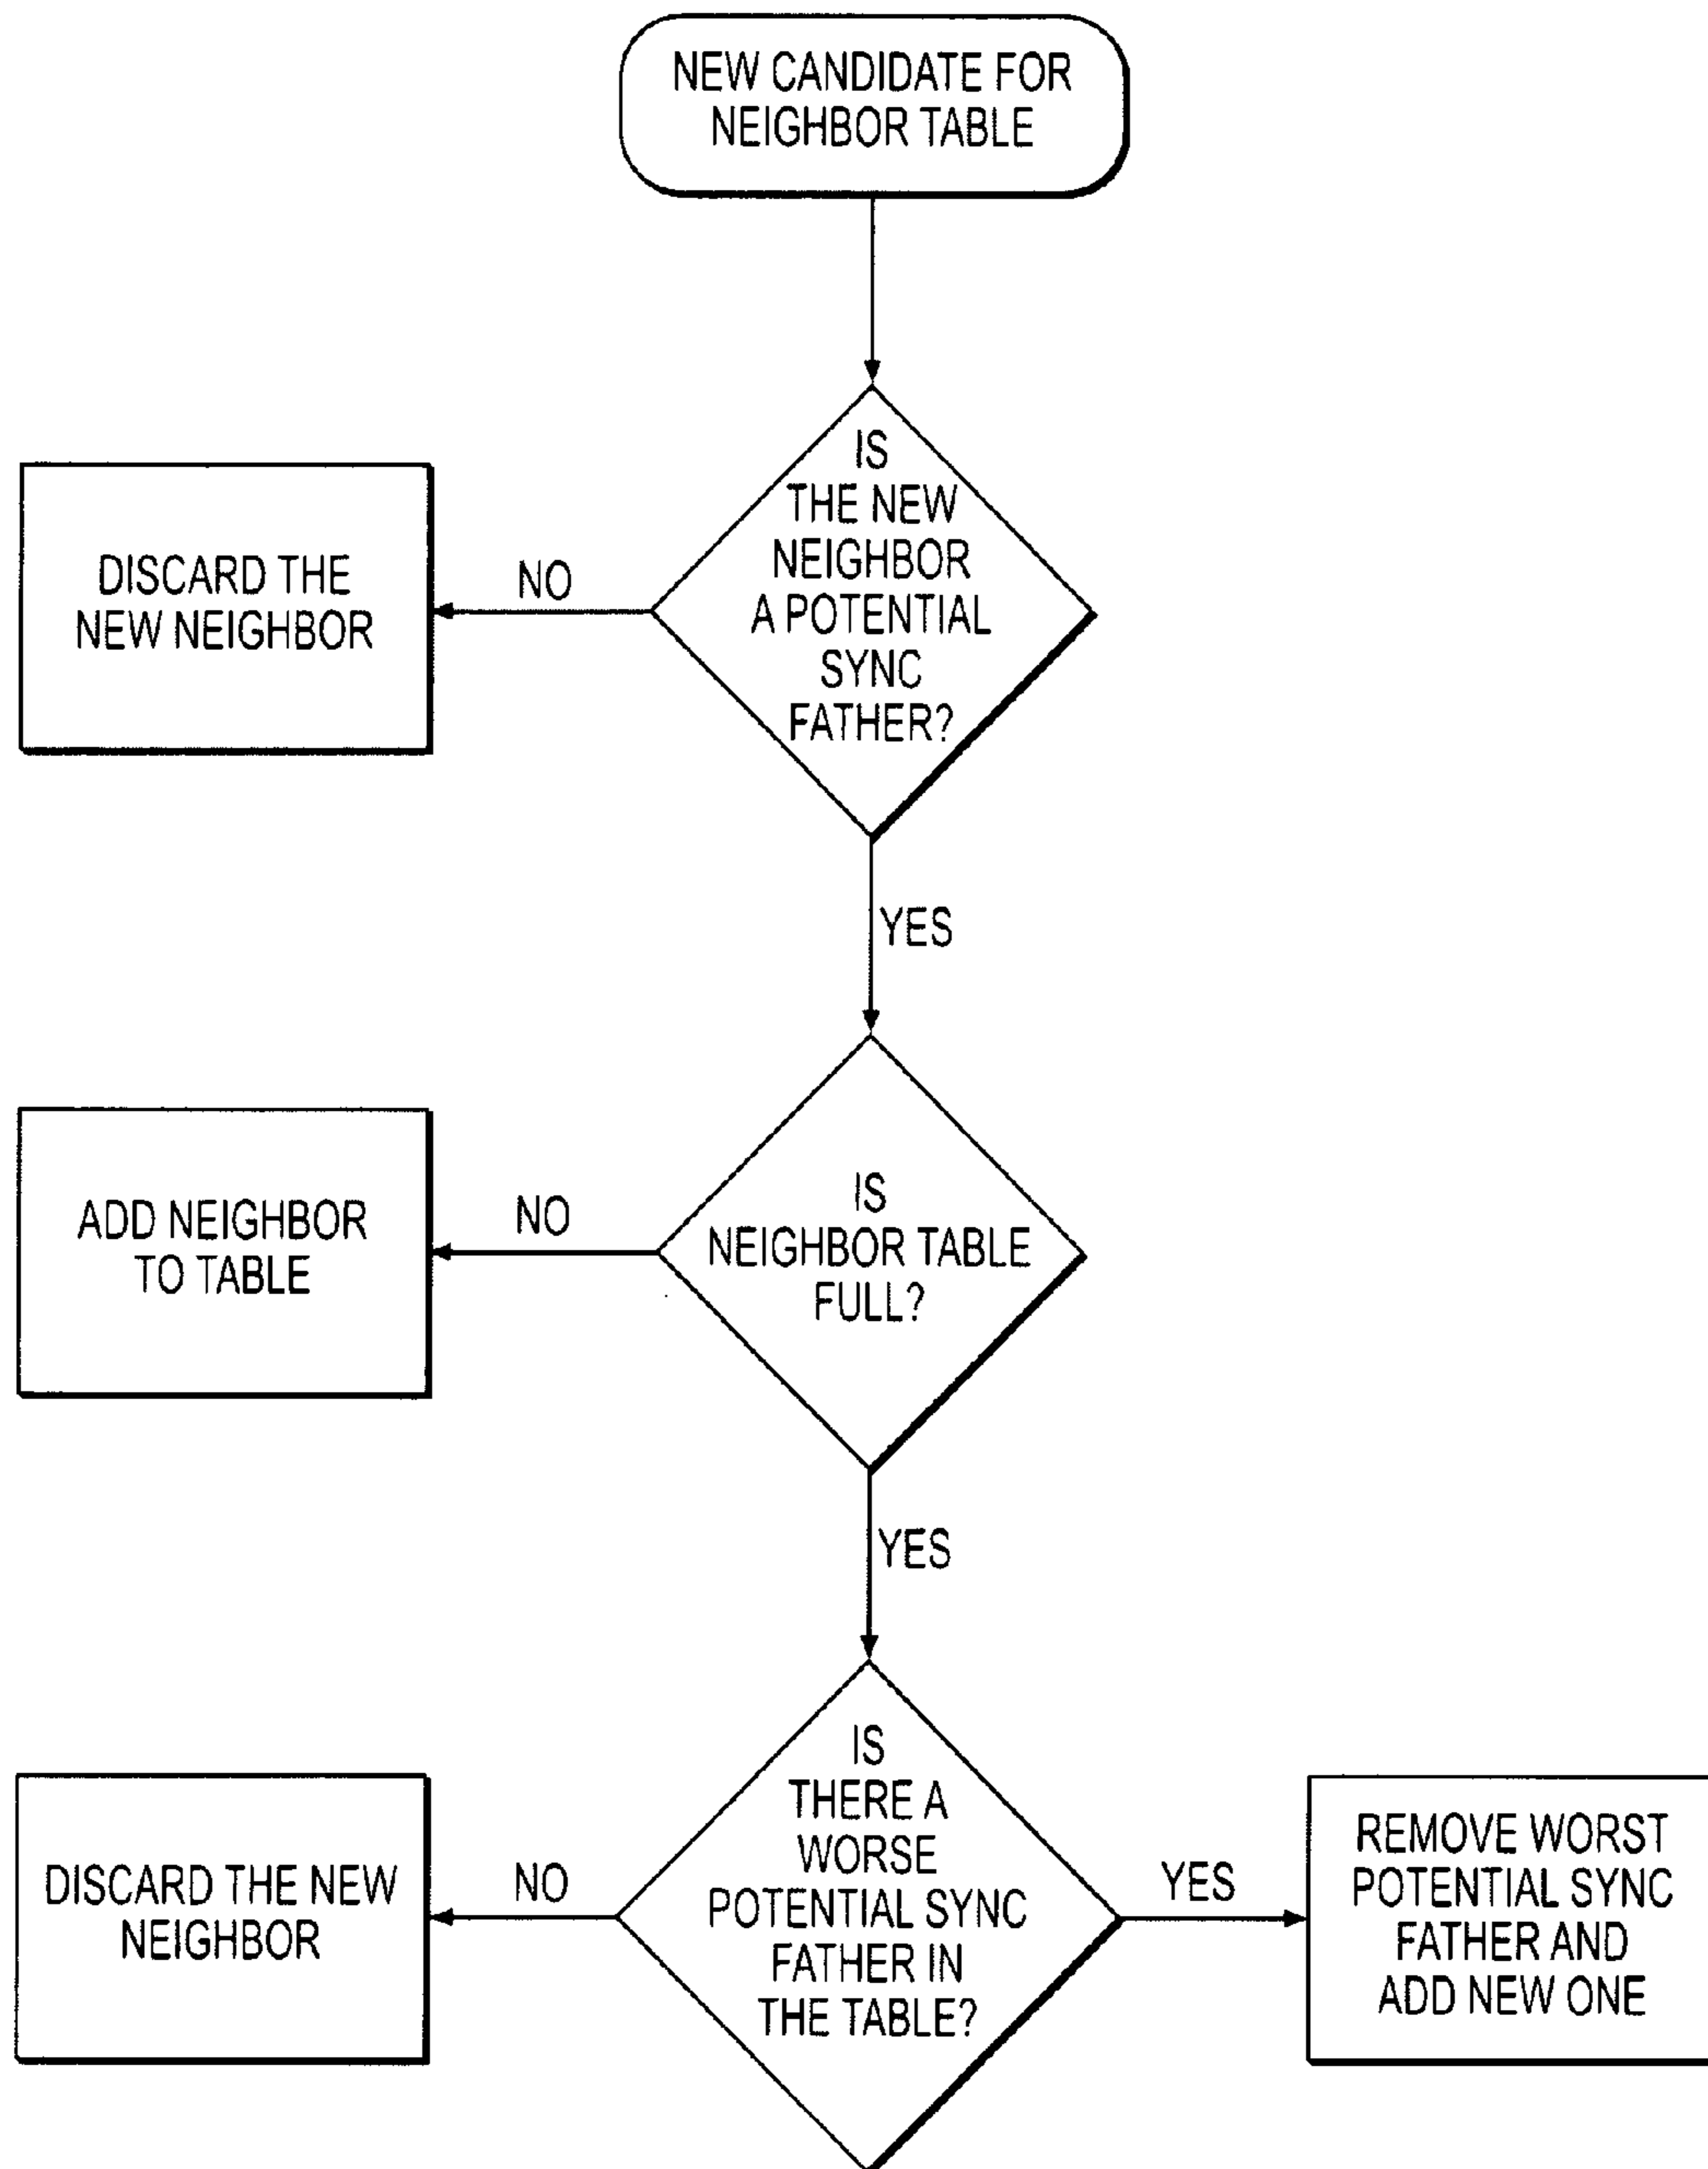 NEW CANDIDATE FOR
NEIGHBOR TABLE
IS
THE NEW
NEIGHBOR
A POTENTIAL
SYNC
FATHER?
NO
DISCARD THE
NEW NEIGHBOR
YES
IS
NEIGHBOR TABLE
FULL?
NO
ADD NEIGHBOR
TO TABLE
YES
IS
THERE A
WORSE
POTENTIAL SYNC
FATHER IN
THE TABLE?
NO
DISCARD THE NEW
NEIGHBOR
YES
REMOVE WORST
POTENTIAL SYNC
FATHER AND
ADD NEW ONE